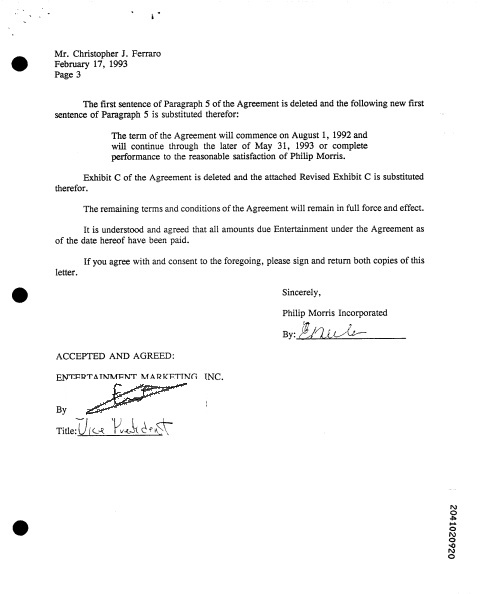 Mr. Christopher J. Ferraro
February 17, 1993
Page 3
The first sentence of Paragraph 5 of the Agreement is deleted and the following new first
sentence of Paragraph 5 is substituted therefor:
The term of the Agreement will commence on August 1, 1992 and
will continue through the later of May 31, 1993 or complete
performance to the reasonable satisfaction of Philip Morris.
Exhibit C of the Agreement is deleted and the attached Revised Exhibit C is substituted
therefor.
The remaining terms and conditions of the Agreement will remain in full force and effect.
It is understood and agreed that all amounts due Entertainment under the Agreement as
of the date hereof have been paid.
If you agree with and consent to the foregoing, please sign and return both copies of this
letter.
Sincerely,
Philip Morris Incorporated
By:
ACCEPTED AND AGREED:
ENTERTAINMENT MARKETING, INC.
By
Title: Vice President
2041020920